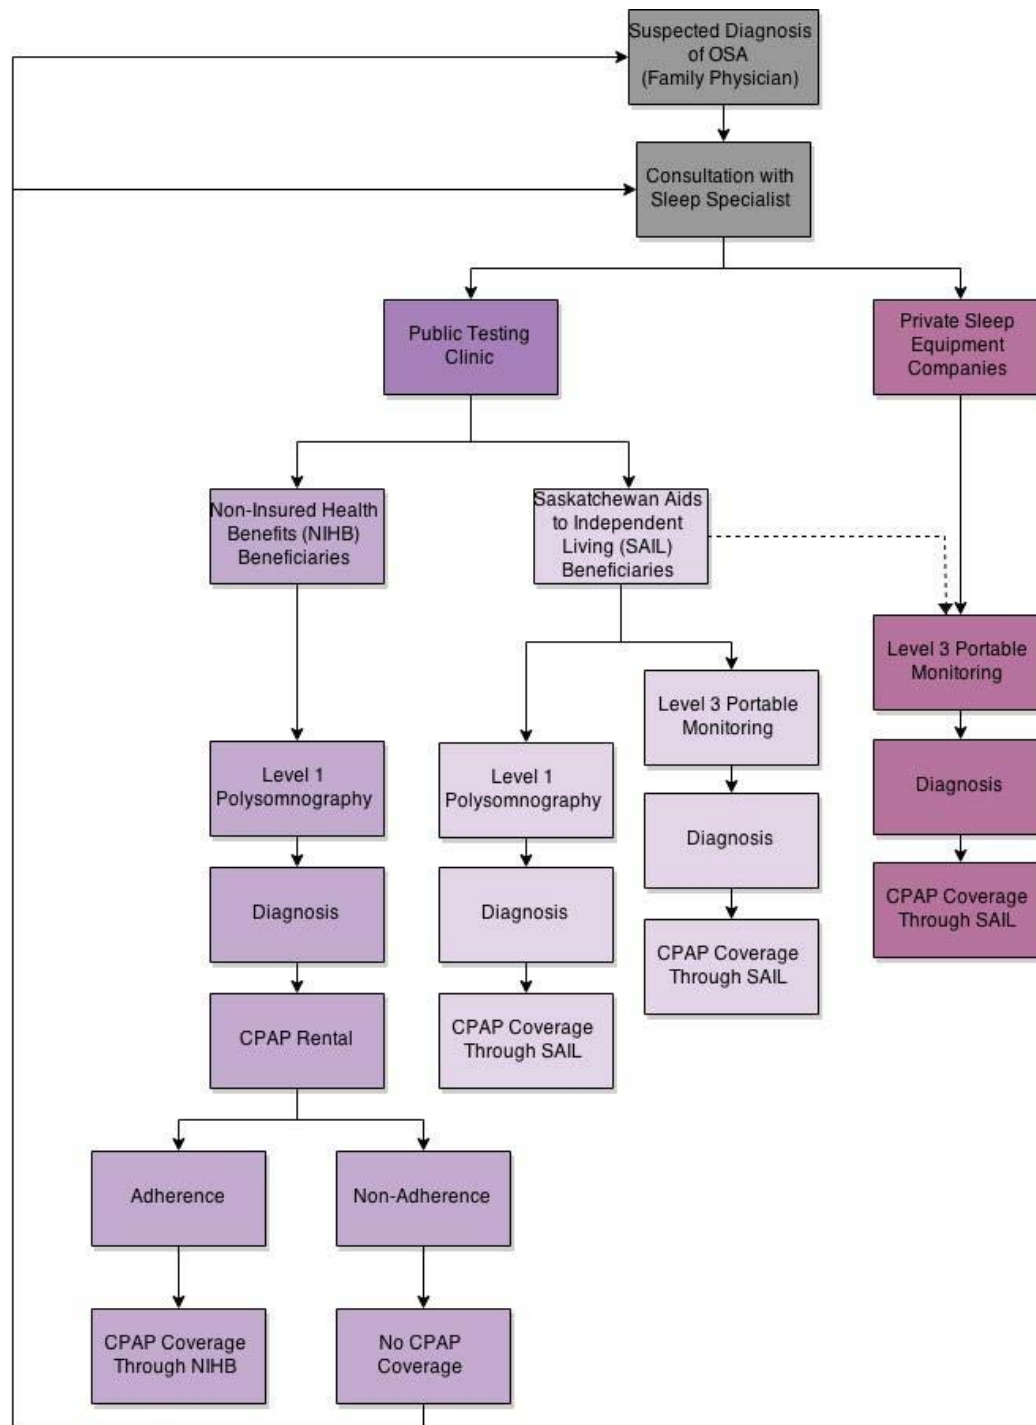 Suspected Diagnosis
of OSA
(Family Physician)
Consultation with
Sleep Specialist
Public Testing
Clinic
Private Sleep
Equipment
Companies
Non-Insured Health
Benefits (NIHB)
Beneficiaries
Saskatchewan Aids
to Independent
Living (SAIL)
Beneficiaries
Level 3 Portable
Monitoring
Level 3 Portable
Monitoring
Level 1
Polysomnography
Level 1
Polysomnography
Diagnosis
Diagnosis
Diagnosis
Diagnosis
CPAP Coverage
Through SAIL
CPAP Coverage
Through SAIL
CPAP Rental
CPAP Coverage
Through SAIL
Adherence
Non-Adherence
CPAP Coverage
Through NIHB
No CPAP
Coverage